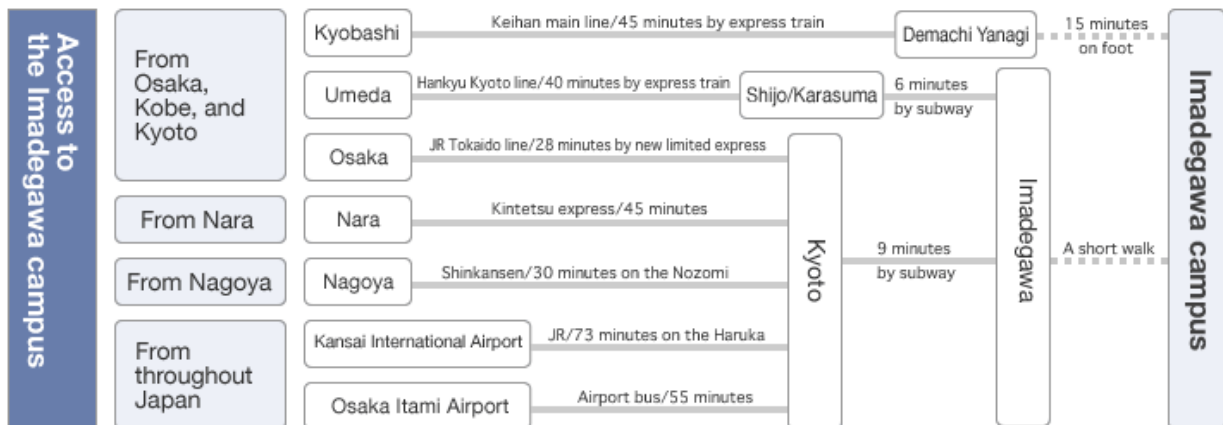 Access to
the Imadegawa campus
From
Osaka,
Kobe, and
Kyoto
Kyobashi
Keihan main line/45 minutes by express train
Demachi Yanagi
15 minutes
on foot
Umeda
Hankyu Kyoto line/40 minutes by express train
Shijo/Karasuma
6 minutes
by subway
Osaka
JR Tokaido line/28 minutes by new limited express
From Nara
Nara
Kintetsu express/45 minutes
From Nagoya
Nagoya
Shinkansen/30 minutes on the Nozomi
From
throughout
Japan
Kansai International Airport
JR/73 minutes on the Haruka
Osaka Itami Airport
Airport bus/55 minutes
Kyoto
9 minutes
by subway
Imadegawa
A short walk
Imadegawa campus